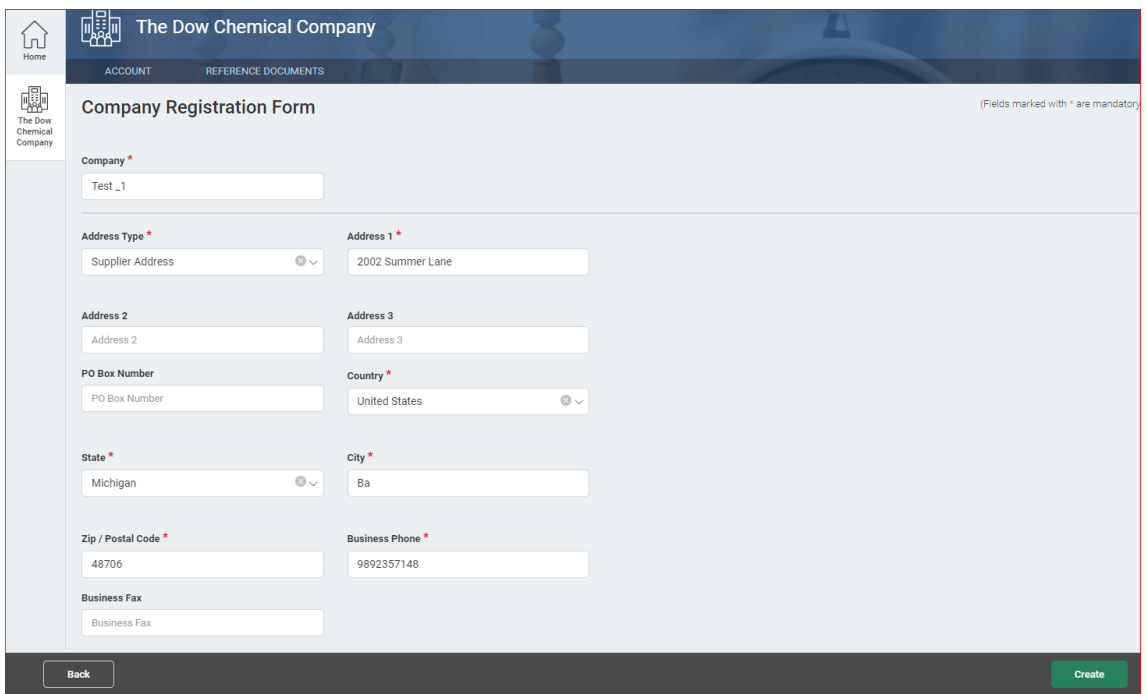 Home
The Dow Chemical Company
The Dow
Chemical
Company
ACCOUNT REFERENCE DOCUMENTS
Company Registration Form
(Fields marked with * are mandatory
Company *
Test _1
Address Type * Address 1 *
Supplier Address 2002 Summer Lane
Address 2 Address 3
Address 2 Address 3
PO Box Number Country *
PO Box Number United States
State * City *
Michigan Ba
Zip / Postal Code * Business Phone *
48706 9892357148
Business Fax
Business Fax
Back Create